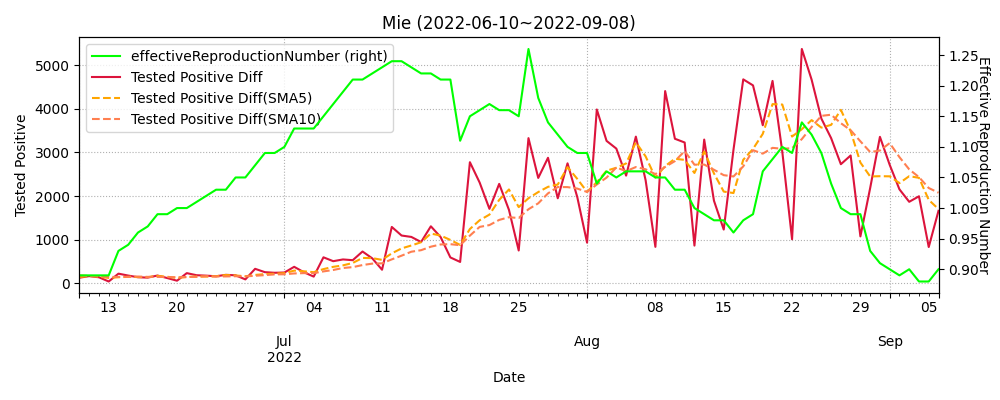 Mie (2022-06-10~2022-09-08)
effectiveReproductionNumber (right)
Tested Positive Diff
Tested Positive Diff(SMA5)
Tested Positive Diff(SMA10)
Tested Positive
5000
4000
3000
2000
1000
0
1.25
1.20
1.15
1.10
1.05
1.00
0.95
0.90
Effective Reproduction Number
13 20 27 04 11 18 25 08 15 22 29 05
Jul Aug Sep
2022
Date